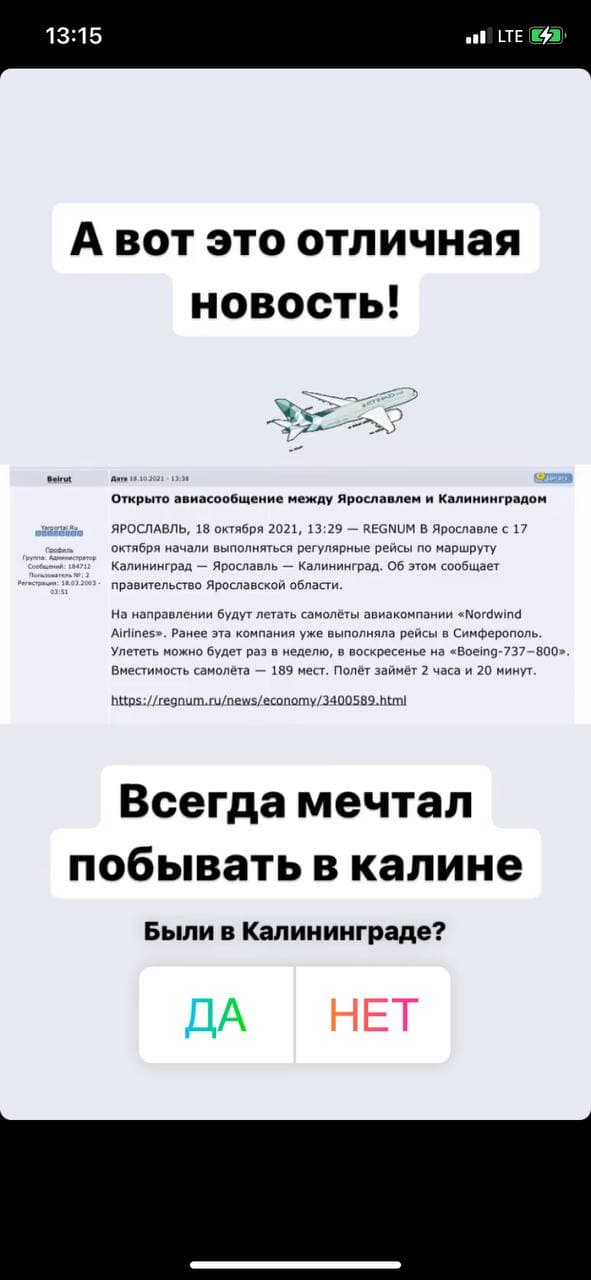 13:15
LTE
А вот это отличная
новость!
ETIHAD
Beirut
Дата 18.10.2021 - 13:38
Цитата
Открыто авиасообщение между Ярославлем и Калининградом
Yarportal.Ru
Профиль
Группа: Администратор
Сообщений: 184712
Пользователь №: 2
Регистрация: 18.03.2003 -
03:51
ЯРОСЛАВЛЬ, 18 октября 2021, 13:29 — REGNUM В Ярославле с 17
октября начали выполняться регулярные рейсы по маршруту
Калининград — Ярославль — Калининград. Об этом сообщает
правительство Ярославской области.
На направлении будут летать самолёты авиакомпании «Nordwind
Airlines». Ранее эта компания уже выполняла рейсы в Симферополь.
Улететь можно будет раз в неделю, в воскресенье на «Boeing-737−800».
Вместимость самолёта — 189 мест. Полёт займёт 2 часа и 20 минут.
https://regnum.ru/news/economy/3400589.html
Всегда мечтал
побывать в калине
Были в Калининграде?
ДА
НЕТ